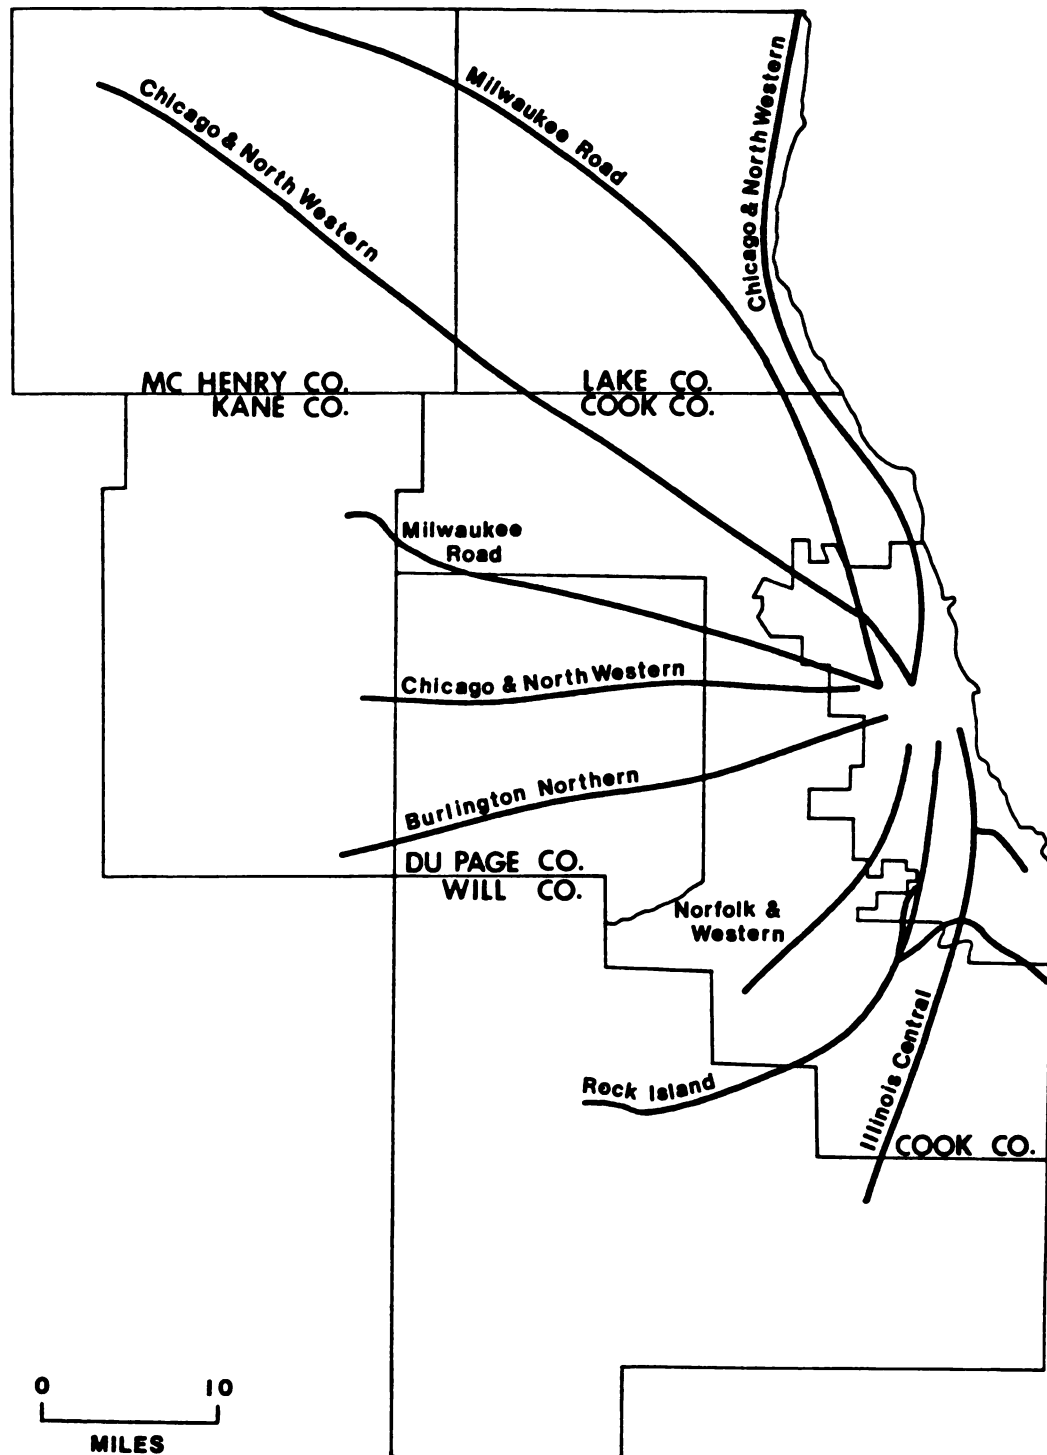 Chicago & North Western
Milwaukee Road
Chicago & North Western
MC HENRY CO.
LAKE CO.
KANE CO.
COOK CO.
Milwaukee
Road
Chicago & North Western
Burlington Northern
DU PAGE CO.
WILL CO.
Norfolk &
Western
Rock Island
Illinois Central
COOK CO.
0 10
MILES